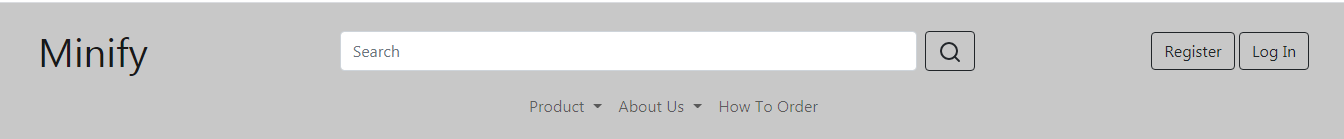 Minify Search Register Log In
Product About Us How To Order